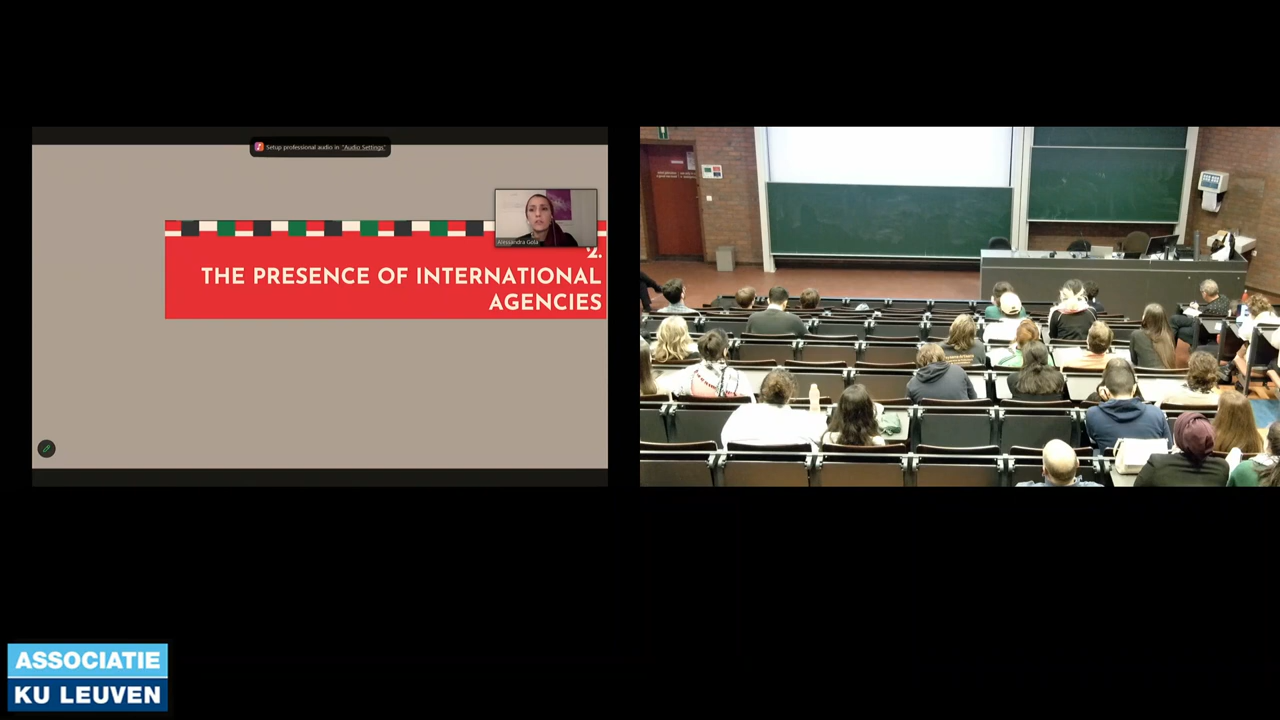 Setup professional audio in "Audio Settings"
Alessandra Gola
2.
THE PRESENCE OF INTERNATIONAL
AGENCIES
ASSOCIATIE
KU LEUVEN